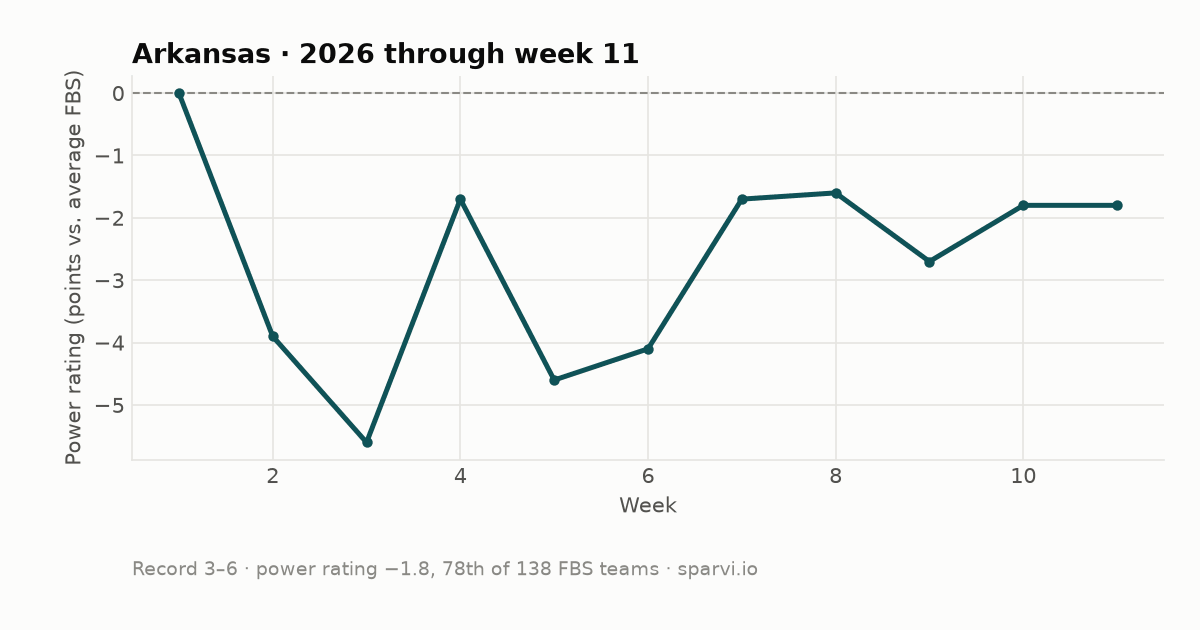 Arkansas · 2026 through week 11
Power rating (points vs. average FBS)
0
−1
−2
−3
−4
−5
2 4 6 8 10
Week
Record 3–6 · power rating −1.8, 78th of 138 FBS teams · sparvi.io